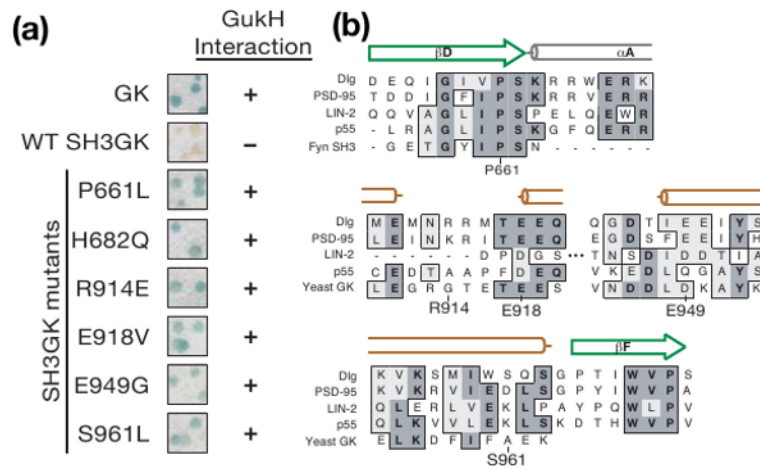 (a)
GukH
Interaction
GK +
WT SH3GK –
SH3GK mutants
P661L +
H682Q +
R914E +
E918V +
E949G +
S961L +
(b)
βD αA
Dlg D E Q I G I V P S K R R W E R K
PSD-95 T D D I G F I P S K R R V E R R
LIN-2 Q Q V A G L I P S P E L Q E W R
p55 - L R A G L I P S K G F Q E R R
Fyn SH3 - G E T G Y I P S N - - - - - -
P661
Dlg M E M N R R M T E E Q Q G D T I E E I Y S
PSD-95 L E I N K R I T E E Q E G D S F E E I Y H
LIN-2 - - - - - - D P D G S ••• T N S D I D D T I A
p55 C E D T A A P F D E Q V K E D L Q G A Y S
Yeast GK L E G R G T E T E E S V N D D L D K A Y K
R914 E918 E949
βF
Dlg K V K S M I W S Q S G P T I W V P S
PSD-95 K V K R V I E D L S G P Y I W V P A
LIN-2 Q L E R L V E K L P A Y P Q W L P V
p55 Q L K V V L E K L S K D T H W V P V
Yeast GK E L K D F I F A E K
S961